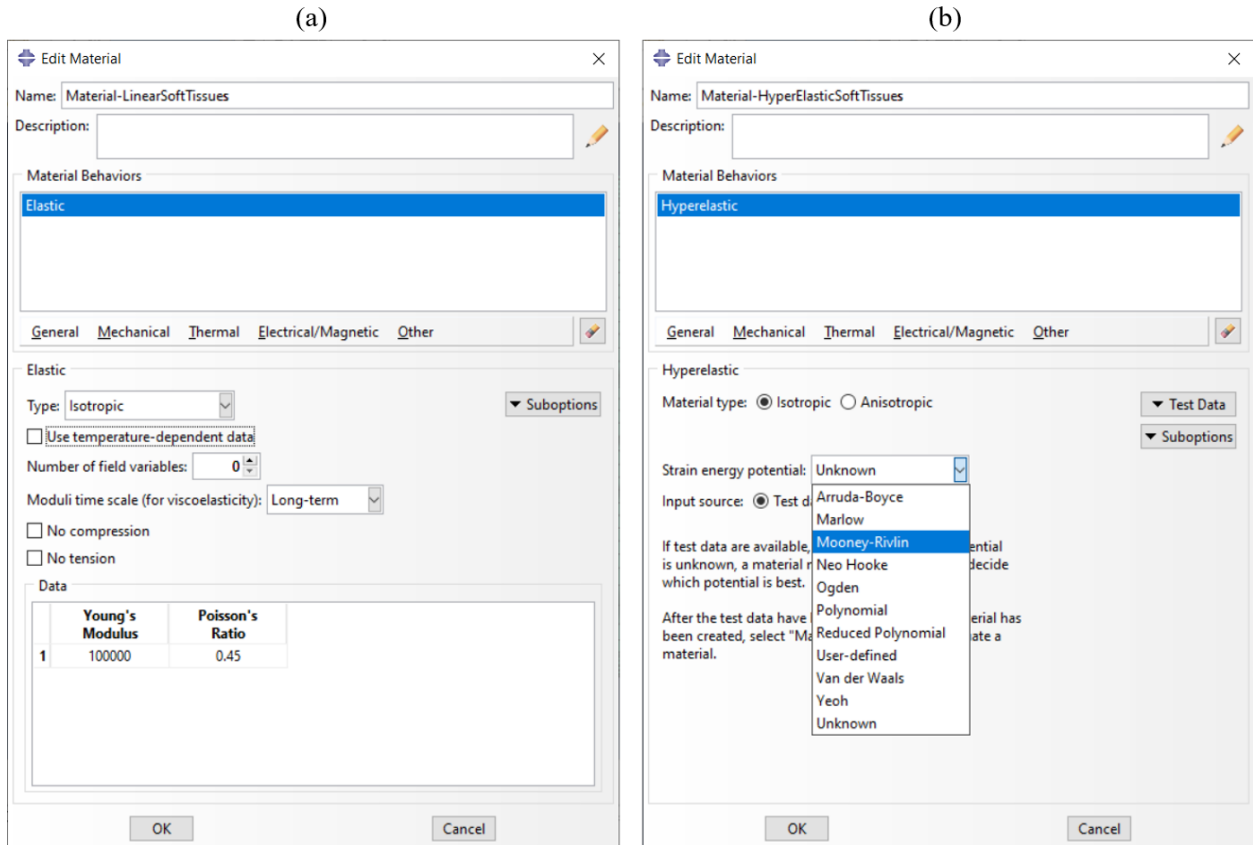 (a)
Edit Material
Name: Material-LinearSoftTissues
Description:
Material Behaviors
Elastic
General Mechanical Thermal Electrical/Magnetic Other
Elastic
Type: Isotropic
Suboptions
Use temperature-dependent data
Number of field variables: 0
Moduli time scale (for viscoelasticity): Long-term
No compression
No tension
Data
Young's Modulus
Poisson's Ratio
1 100000 0.45
OK Cancel
(b)
Edit Material
Name: Material-HyperElasticSoftTissues
Description:
Material Behaviors
Hyperelastic
General Mechanical Thermal Electrical/Magnetic Other
Hyperelastic
Material type: Isotropic Anisotropic
Test Data
Suboptions
Strain energy potential: Unknown
Input source: Test da
Arruda-Boyce
Marlow
Mooney-Rivlin
Neo Hooke
Ogden
Polynomial
Reduced Polynomial
User-defined
Van der Waals
Yeoh
Unknown
If test data are available, ential
is unknown, a material decide
which potential is best.
After the test data have erial has
been created, select "Ma ate a
material.
OK Cancel